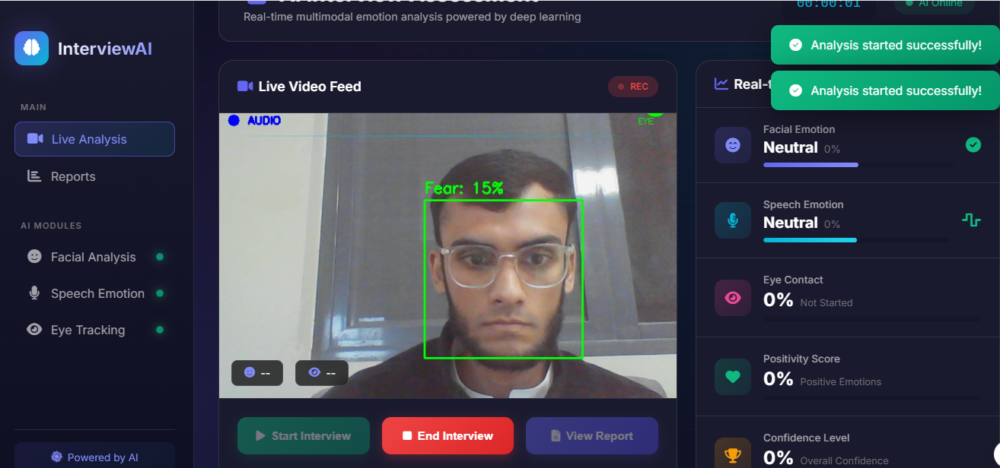 InterviewAI
MAIN
Live Analysis
Reports
AI MODULES
Facial Analysis
Speech Emotion
Eye Tracking
Powered by AI
Real-time multimodal emotion analysis powered by deep learning
00:00:01
AI Online
Analysis started successfully!
Analysis started successfully!
Live Video Feed
REC
AUDIO
EYE
Fear: 15%
--
--
Start Interview
End Interview
View Report
Real-t
Facial Emotion
Neutral 0%
Speech Emotion
Neutral 0%
Eye Contact
0% Not Started
Positivity Score
0% Positive Emotions
Confidence Level
0% Overall Confidence